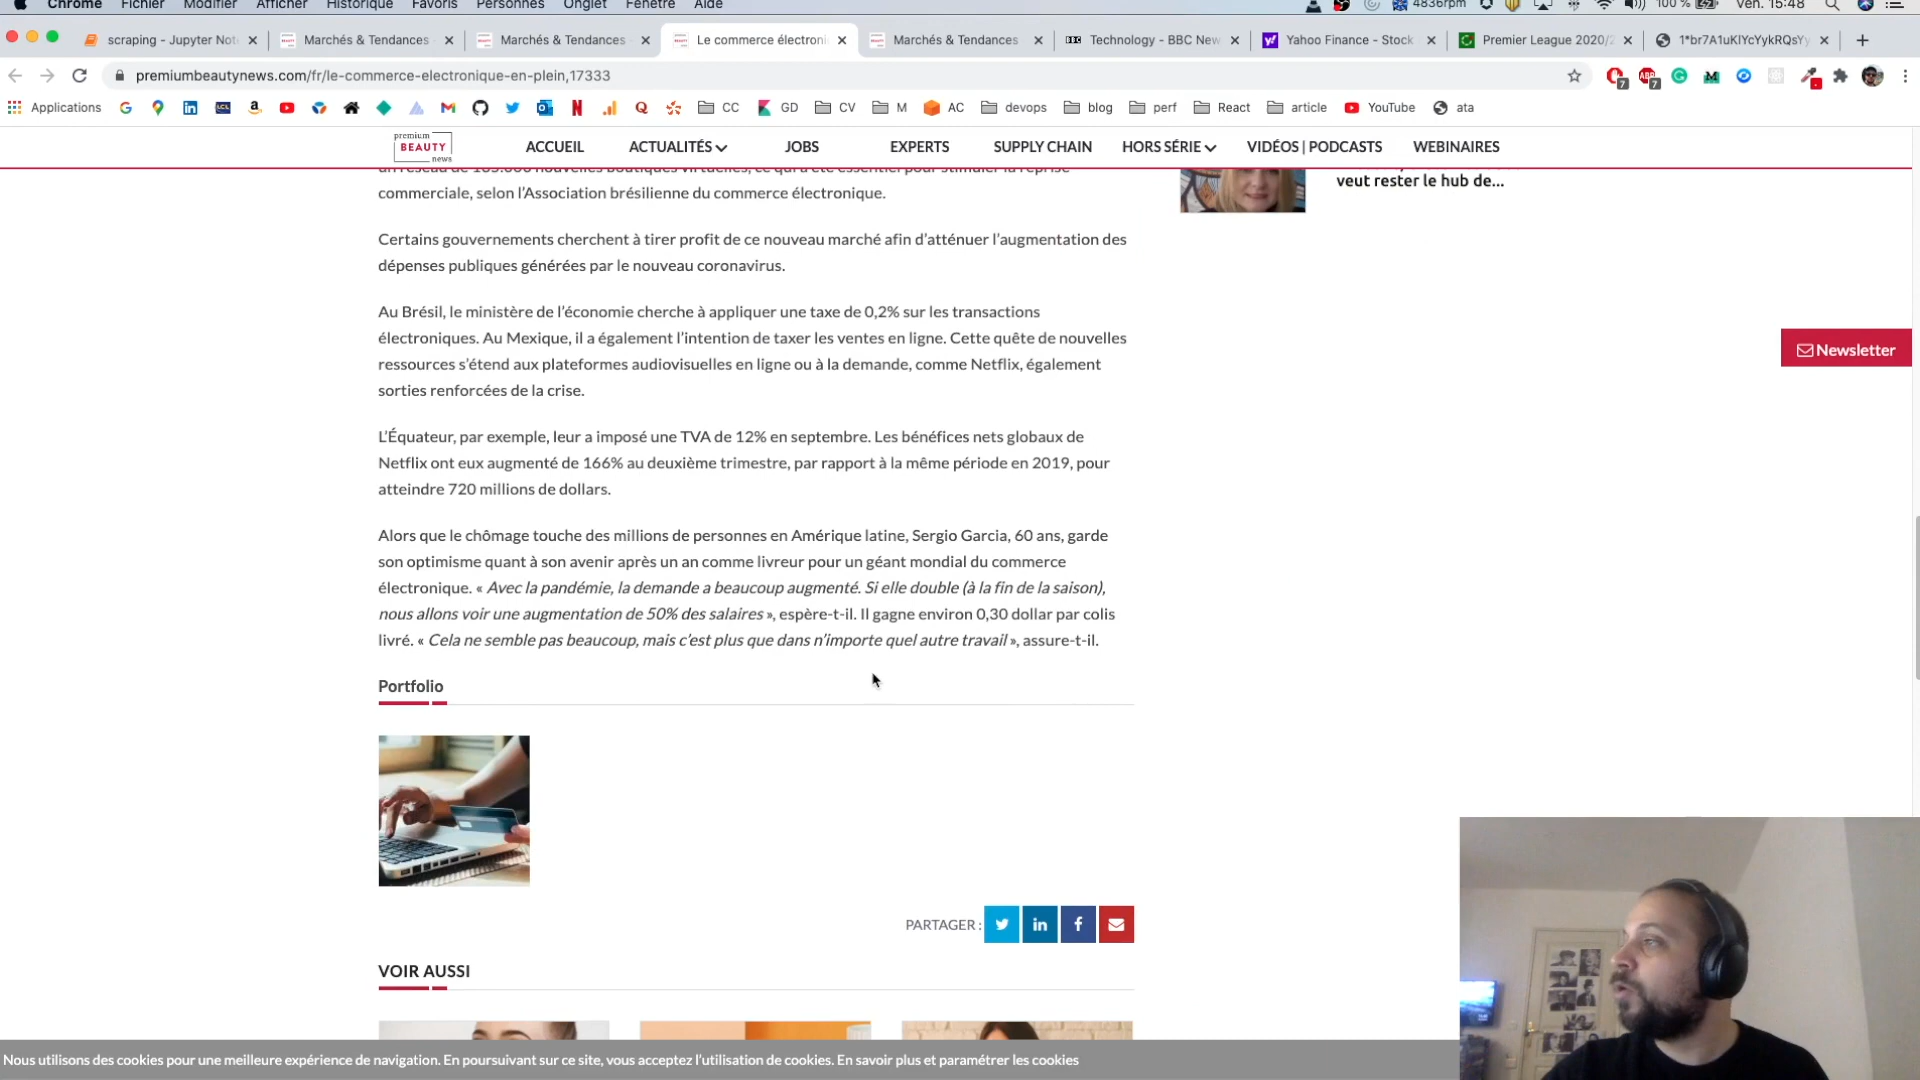 Chrome Fichier Modifier Afficher Historique Favoris Personnes Onglet Fenêtre Aide 4836rpm 100 % Ven. 15:48
scraping - Jupyter Not Marchés & Tendances Marchés & Tendances Le commerce électroni Marchés & Tendances Technology - BBC New Yahoo Finance - Stock Premier League 2020/2 1*br7A1uKIYcYykRQsYy
premiumbeautynews.com/fr/le-commerce-electronique-en-plein,17333
Applications CC GD CV M AC devops blog perf React article YouTube ata
premium BEAUTY news ACCUEIL ACTUALITÉS JOBS EXPERTS SUPPLY CHAIN HORS SÉRIE VIDÉOS | PODCASTS WEBINAIRES
un réseau de 105.000 nouvelles boutiques virtuelles, ce qui a été essentiel pour stimuler la reprise
commerciale, selon l’Association brésilienne du commerce électronique.
veut rester le hub de...
Certains gouvernements cherchent à tirer profit de ce nouveau marché afin d’atténuer l’augmentation des
dépenses publiques générées par le nouveau coronavirus.
Au Brésil, le ministère de l’économie cherche à appliquer une taxe de 0,2% sur les transactions
électroniques. Au Mexique, il a également l’intention de taxer les ventes en ligne. Cette quête de nouvelles
ressources s’étend aux plateformes audiovisuelles en ligne ou à la demande, comme Netflix, également
sorties renforcées de la crise.
Newsletter
L’Équateur, par exemple, leur a imposé une TVA de 12% en septembre. Les bénéfices nets globaux de
Netflix ont eux augmenté de 166% au deuxième trimestre, par rapport à la même période en 2019, pour
atteindre 720 millions de dollars.
Alors que le chômage touche des millions de personnes en Amérique latine, Sergio Garcia, 60 ans, garde
son optimisme quant à son avenir après un an comme livreur pour un géant mondial du commerce
électronique. « Avec la pandémie, la demande a beaucoup augmenté. Si elle double (à la fin de la saison),
nous allons voir une augmentation de 50% des salaires », espère-t-il. Il gagne environ 0,30 dollar par colis
livré. « Cela ne semble pas beaucoup, mais c’est plus que dans n’importe quel autre travail », assure-t-il.
Portfolio
PARTAGER :
VOIR AUSSI
Nous utilisons des cookies pour une meilleure expérience de navigation. En poursuivant sur ce site, vous acceptez l’utilisation de cookies. En savoir plus et paramétrer les cookies